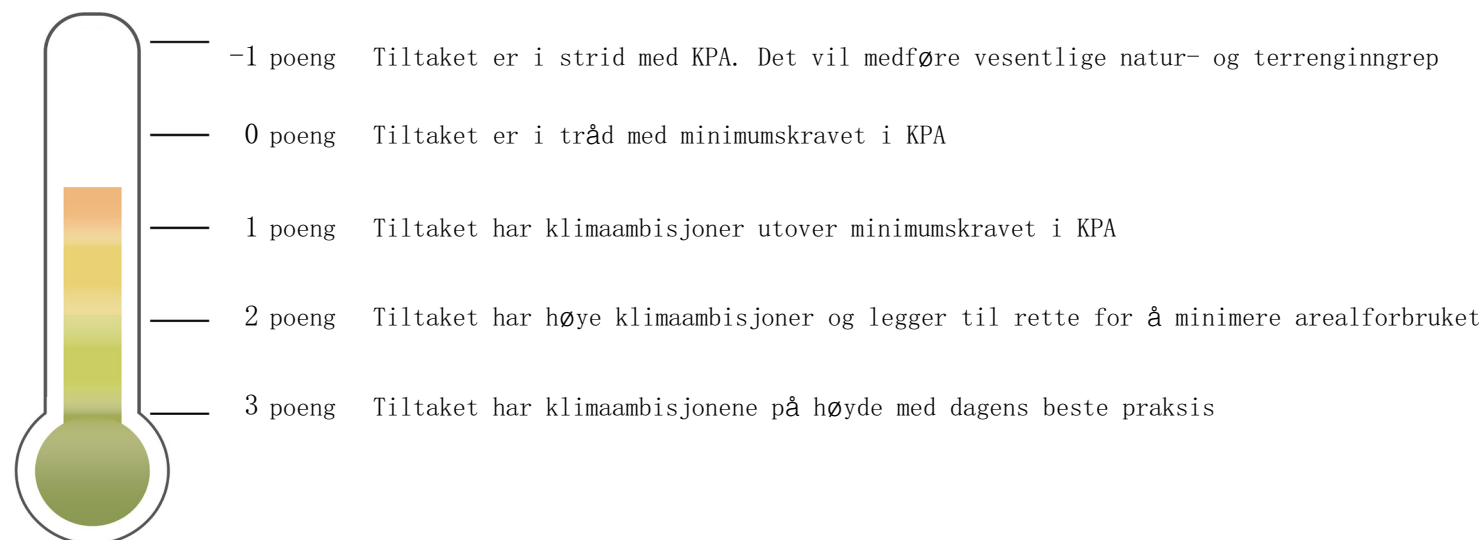 -1 poeng Tiltaket er i strid med KPA. Det vil medføre vesentlige natur- og terrenginngrep
0 poeng Tiltaket er i tråd med minimumskravet i KPA
1 poeng Tiltaket har klimaambisjoner utover minimumskravet i KPA
2 poeng Tiltaket har høye klimaambisjoner og legger til rette for å minimere arealforbruket
3 poeng Tiltaket har klimaambisjonene på høyde med dagens beste praksis